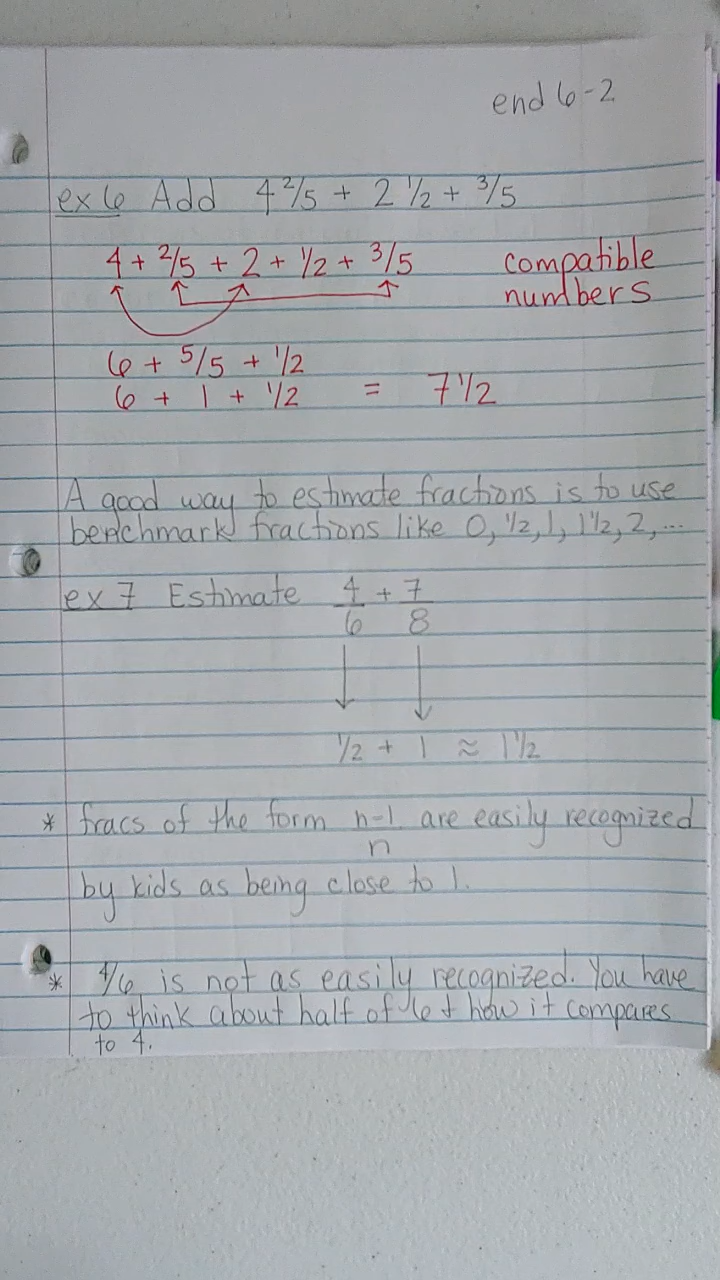 end 6-2
ex 6 Add 4 2/5 + 2 1/2 + 3/5
4 + 2/5 + 2 + 1/2 + 3/5 compatible
numbers
6 + 5/5 + 1/2
6 + 1 + 1/2 = 7 1/2
A good way to estimate fractions is to use
benchmark fractions like 0, 1/2, 1, 1 1/2, 2, ...
ex 7 Estimate 4/6 + 7/8
1/2 + 1 ≈ 1 1/2
* fracs of the form n-1/n are easily recognized
by kids as being close to 1.
* 4/6 is not as easily recognized. You have
to think about half of 6 & how it compares
to 4.